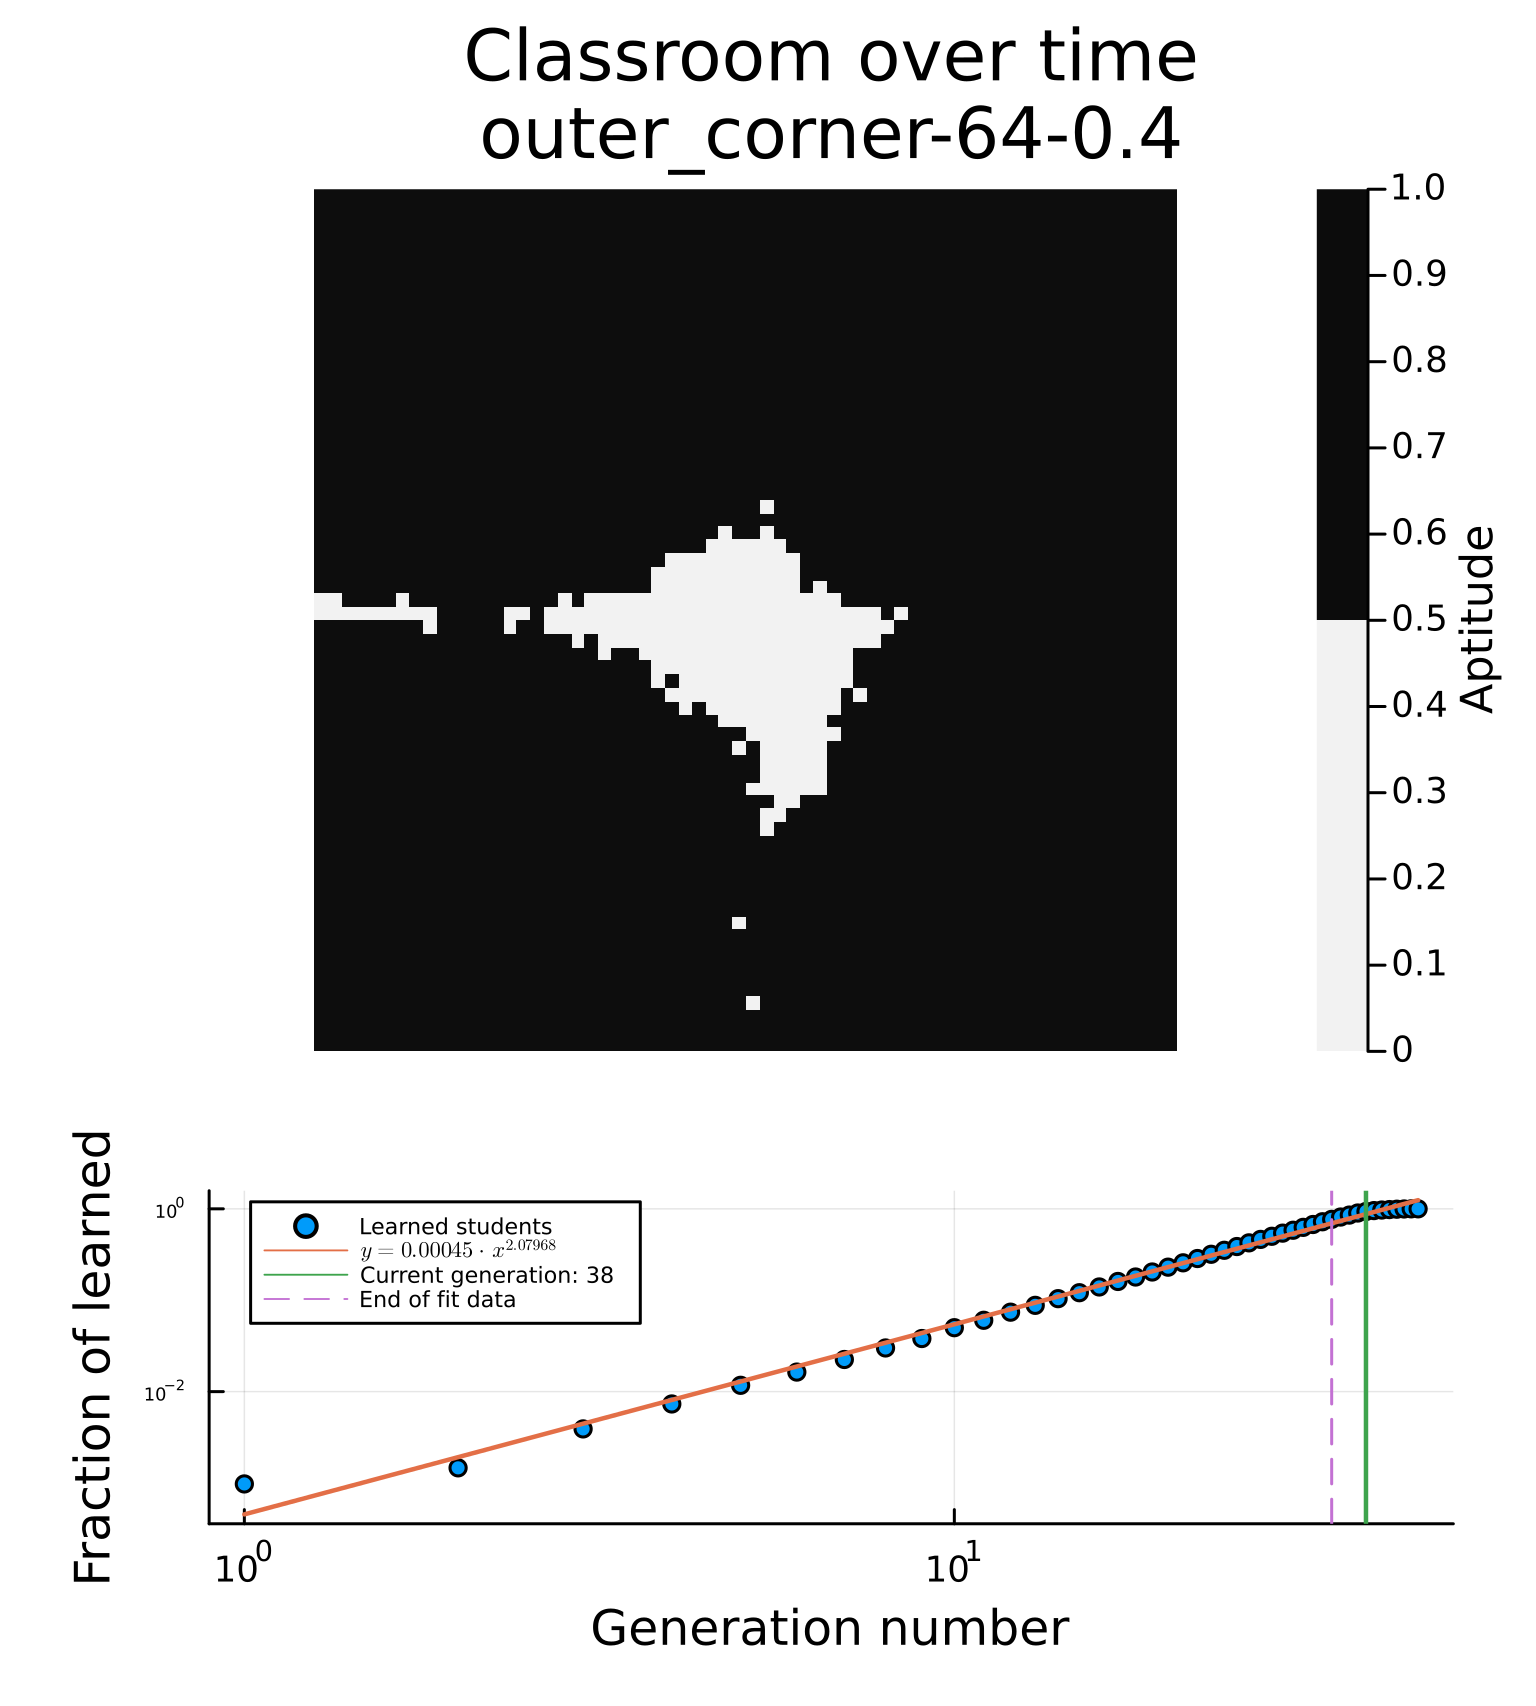 Classroom over time
outer_corner-64-0.4
1.0
0.9
0.8
0.7
0.6
0.5
0.4
0.3
0.2
0.1
0
Aptitude
Fraction of learned
10⁰
10⁻²
Learned students
y = 0.00045 · x^2.07968
Current generation: 38
End of fit data
10⁰
10¹
Generation number